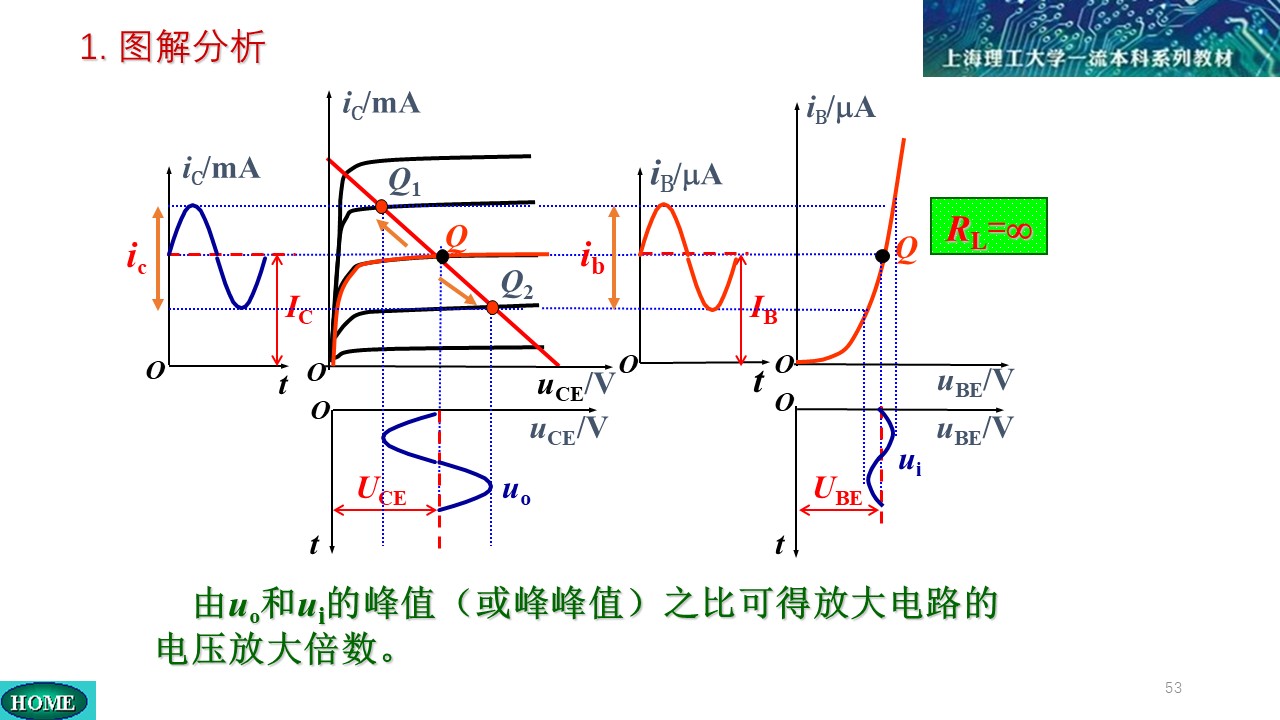 1. 图解分析
上海理工大学一流本科系列教材
iC/mA
iB/μA
iC/mA
iB/μA
Q1
Q
Q2
RL=∞
Q
ic
ib
IC
IB
O
t
O
uCE/V
O
t
O
uBE/V
O
uCE/V
O
uBE/V
UCE
uo
UBE
ui
t
t
由uo和ui的峰值（或峰峰值）之比可得放大电路的
电压放大倍数。
HOME
53